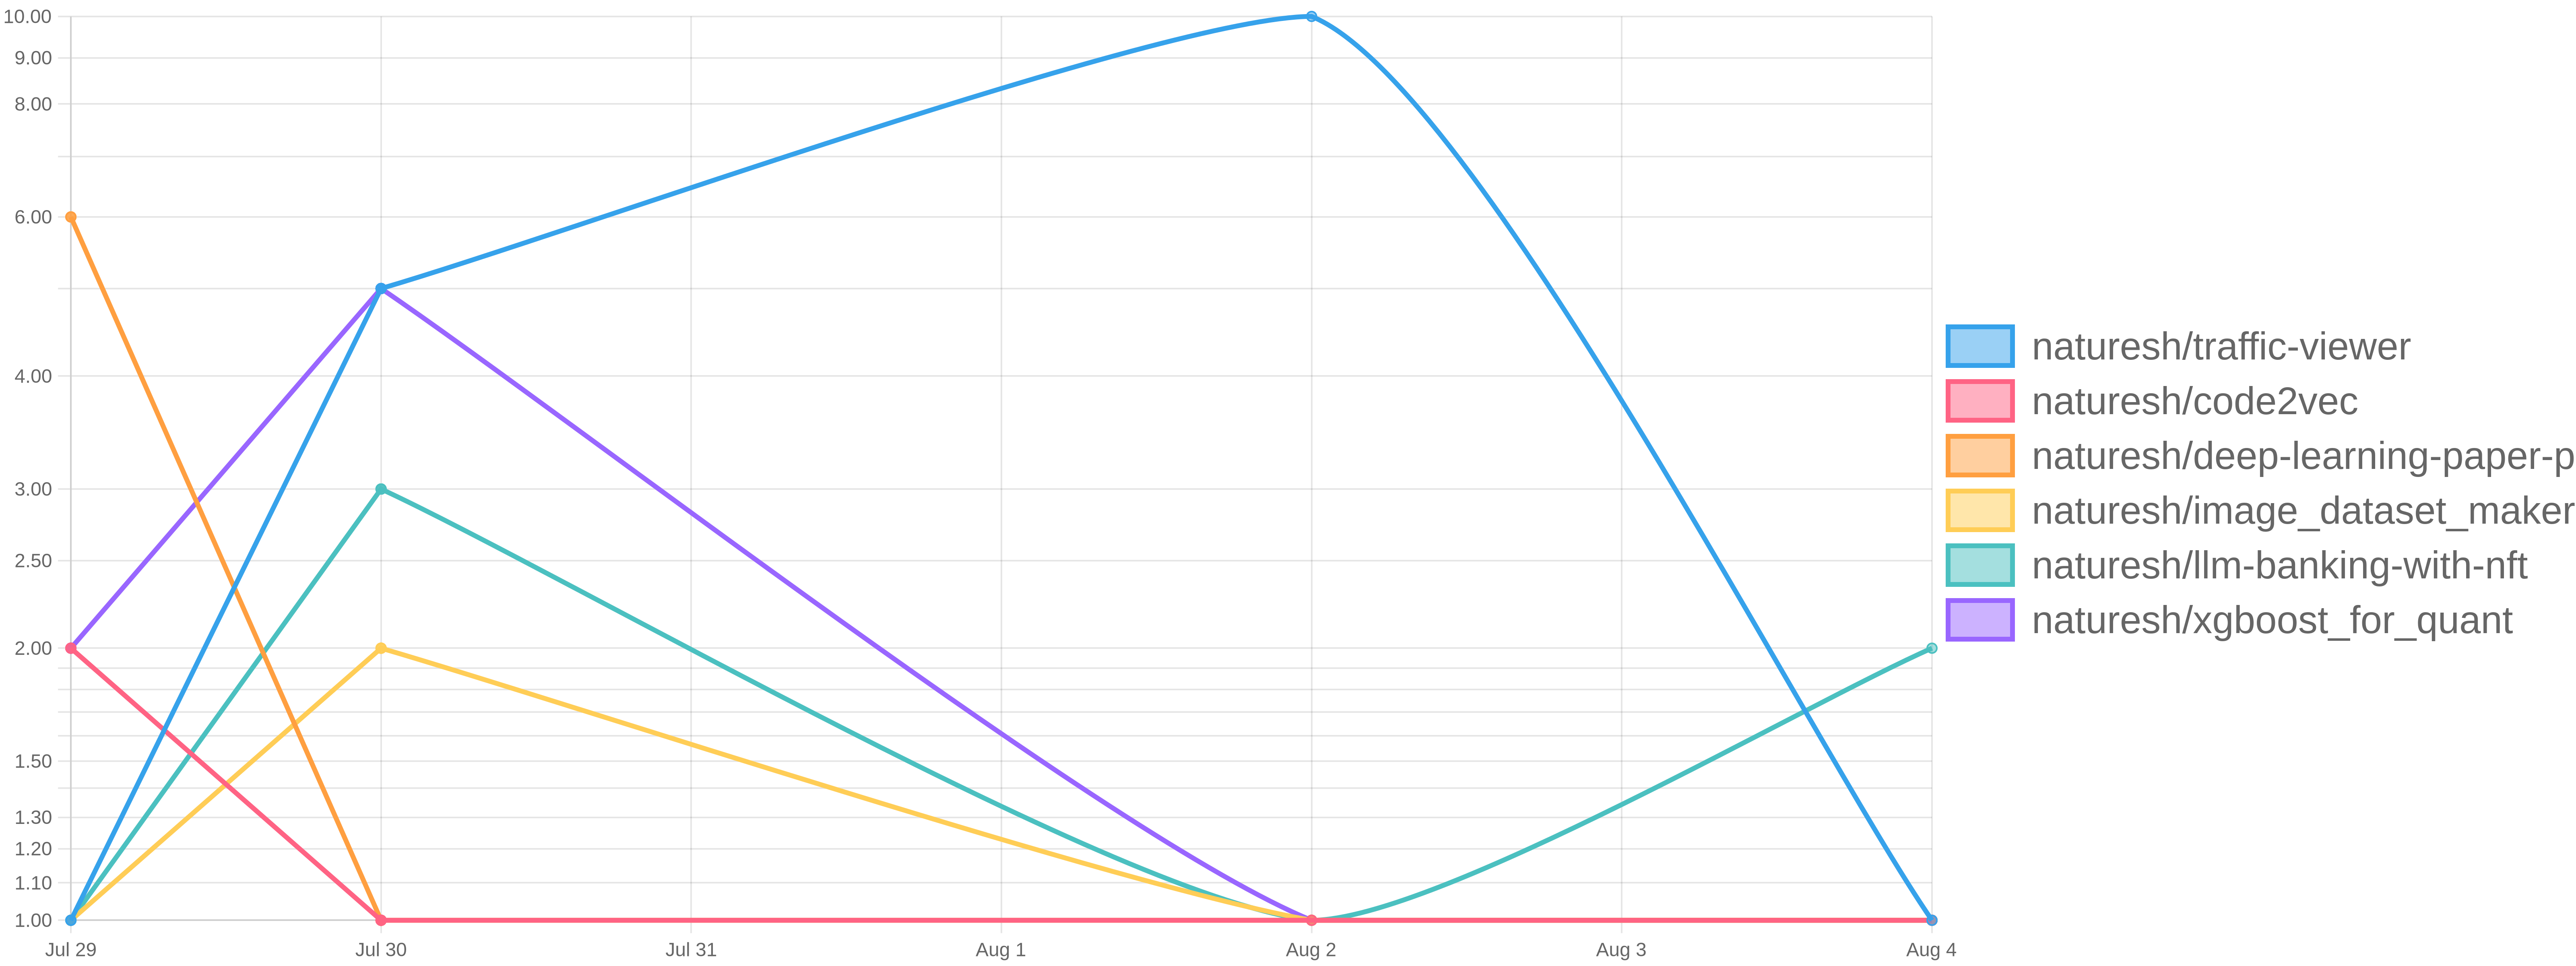 10.00
9.00
8.00
6.00
4.00
3.00
2.50
2.00
1.50
1.30
1.20
1.10
1.00
Jul 29 Jul 30 Jul 31 Aug 1 Aug 2 Aug 3 Aug 4
naturesh/traffic-viewer
naturesh/code2vec
naturesh/deep-learning-paper-p
naturesh/image_dataset_maker
naturesh/llm-banking-with-nft
naturesh/xgboost_for_quant